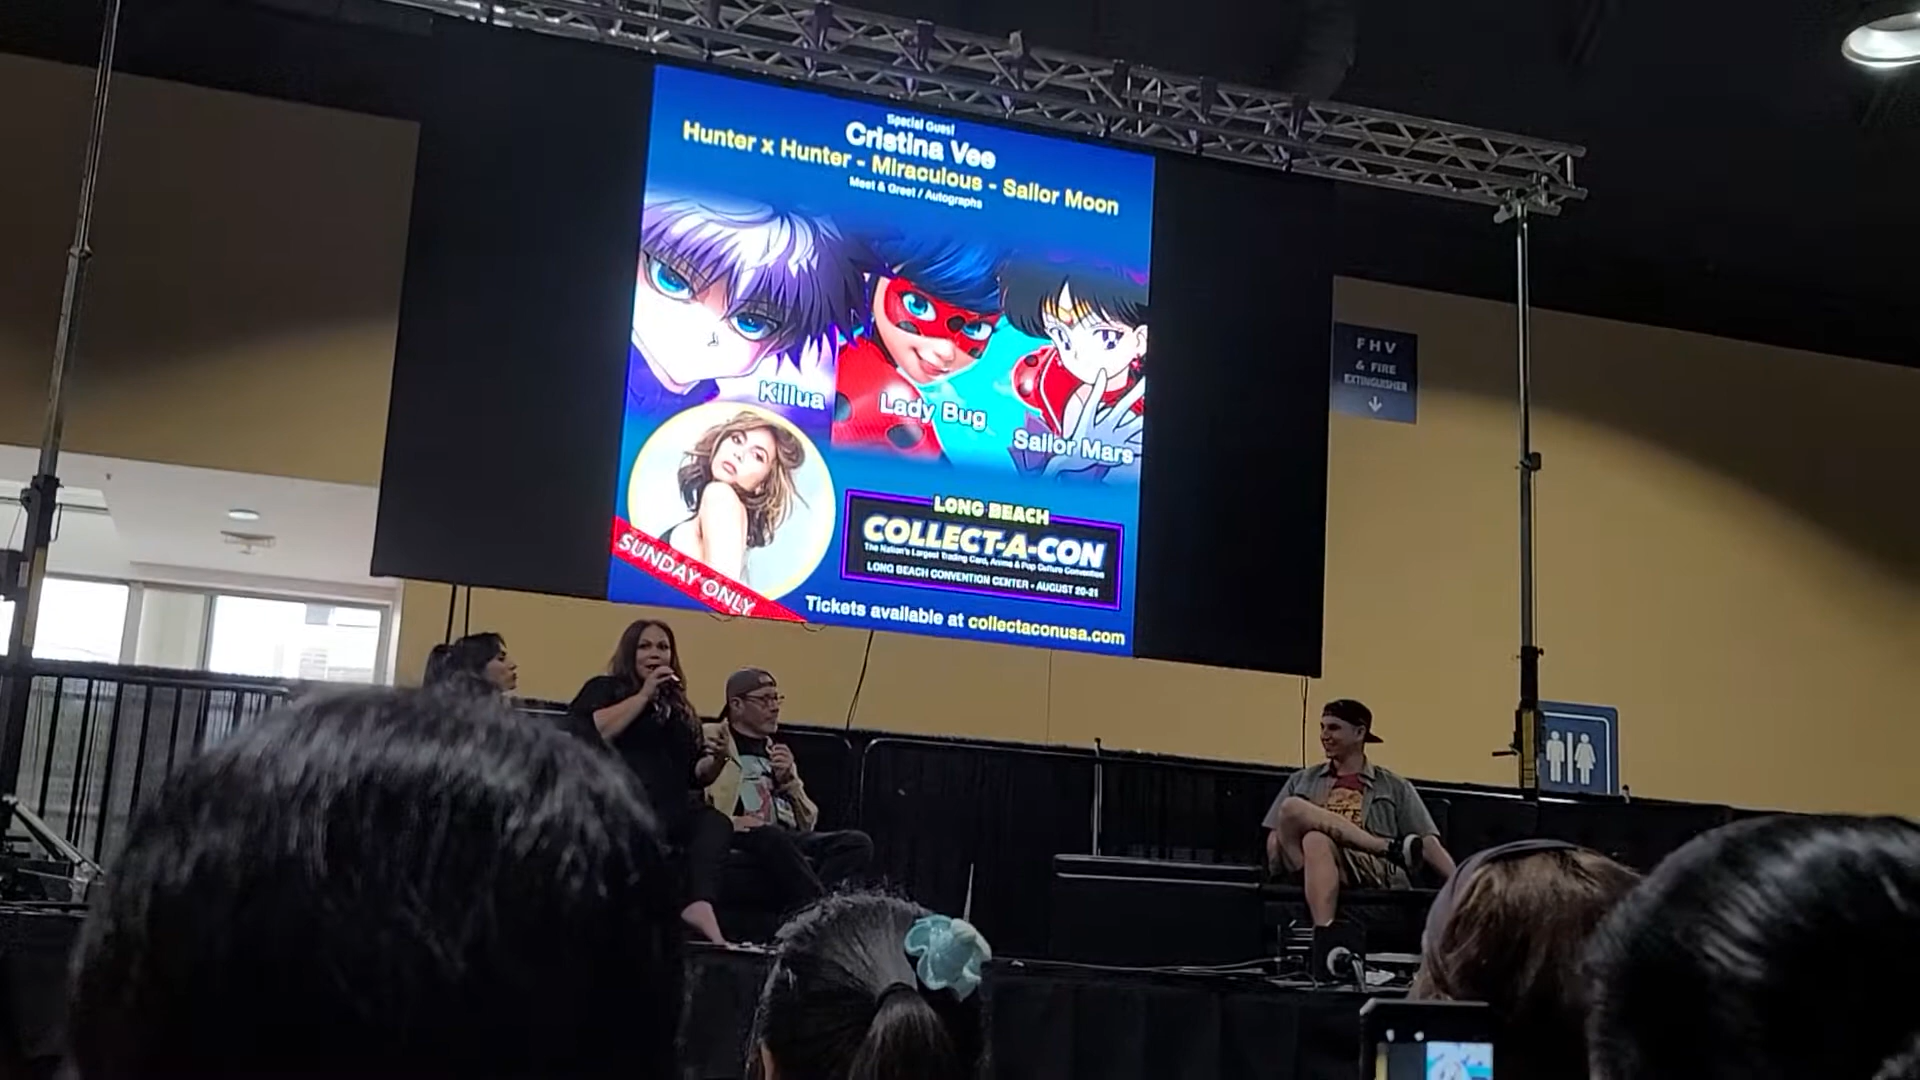 Special Guest
Cristina Vee
Hunter x Hunter - Miraculous - Sailor Moon
Meet & Greet / Autographs
Killua
Lady Bug
Sailor Mars
SUNDAY ONLY
LONG BEACH
COLLECT-A-CON
The Nation's Largest Trading Card, Anime & Pop Culture Convention
LONG BEACH CONVENTION CENTER - AUGUST 20-21
Tickets available at collectaconusa.com
FHV
& FIRE
EXTINGUISHER